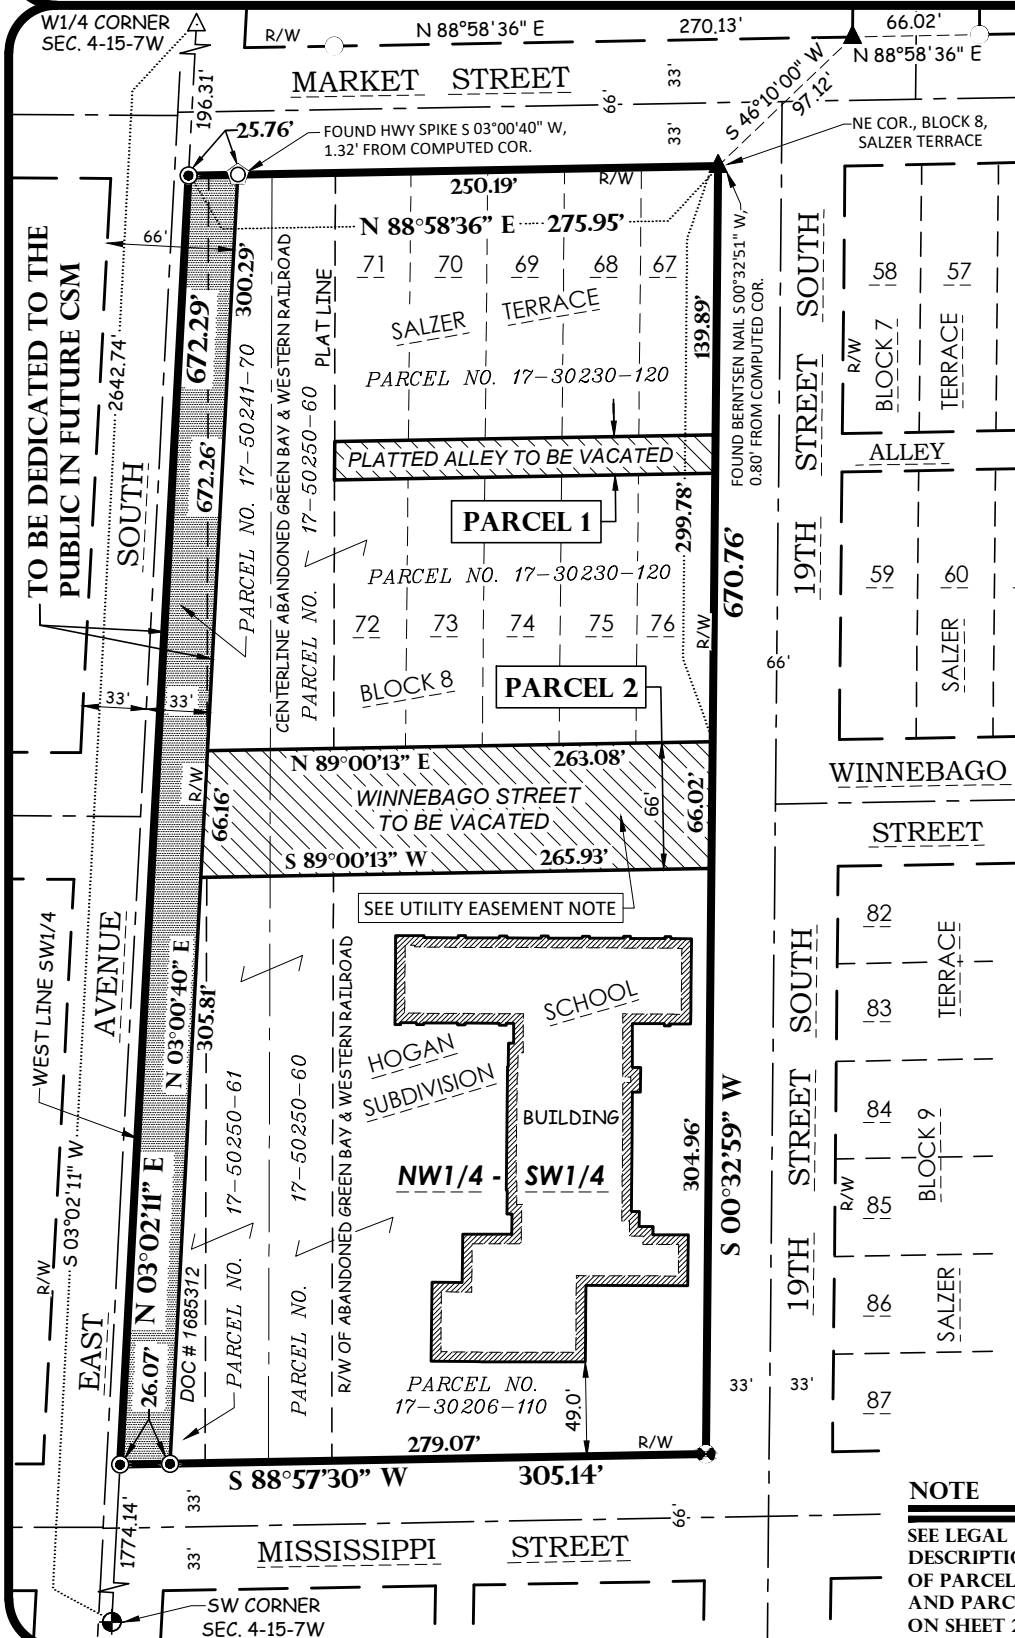 W1/4 CORNER
SEC. 4-15-7W
R/W
N 88°58'36" E
270.13'
66.02'
N 88°58'36" E
MARKET STREET
33'
66'
33'
S 46°10'00" W
97.12'
196.31'
25.76'
FOUND HWY SPIKE S 03°00'40" W,
1.32' FROM COMPUTED COR.
NE COR., BLOCK 8,
SALZER TERRACE
250.19'
R/W
N 88°58'36" E
275.95'
66'
TO BE DEDICATED TO THE
PUBLIC IN FUTURE CSM
2642.74'
672.29'
672.26'
300.29'
PARCEL NO. 17-50241-70
CENTERLINE ABANDONED GREEN BAY & WESTERN RAILROAD
PARCEL NO. 17-50250-60
PLAT LINE
71
70
69
68
67
SALZER TERRACE
PARCEL NO. 17-30230-120
139.89'
FOUND BERNTSEN NAIL S 00°32'51" W,
0.80' FROM COMPUTED COR.
PLATTED ALLEY TO BE VACATED
PARCEL 1
299.78'
670.76'
PARCEL NO. 17-30230-120
72
73
74
75
76
R/W
BLOCK 8
PARCEL 2
19TH STREET SOUTH
66'
58
57
R/W
BLOCK 7
TERRACE
ALLEY
59
60
SALZER
SOUTH
33'
33'
R/W
N 89°00'13" E
263.08'
WINNEBAGO STREET
TO BE VACATED
66.16'
66'
66.02'
S 89°00'13" W
265.93'
WINNEBAGO
STREET
SEE UTILITY EASEMENT NOTE
WEST LINE SW1/4
AVENUE
N 03°00'40" E
305.81'
PARCEL NO. 17-50250-61
PARCEL NO. 17-50250-60
R/W OF ABANDONED GREEN BAY & WESTERN RAILROAD
HOGAN SCHOOL
SUBDIVISION
BUILDING
NW1/4 - SW1/4
304.96'
S 00°32'59" W
19TH STREET SOUTH
82
83
84
85
86
87
TERRACE
BLOCK 9
R/W
SALZER
S 03°02'11" W
R/W
N 03°02'11" E
EAST
26.07'
DOC # 1685312
PARCEL NO.
17-30206-110
49.0'
33'
33'
279.07'
R/W
S 88°57'30" W
305.14'
33'
66'
1774.14'
33'
MISSISSIPPI STREET
SW CORNER
SEC. 4-15-7W
NOTE
SEE LEGAL
DESCRIPTIO
OF PARCEL
AND PARC
ON SHEET 2